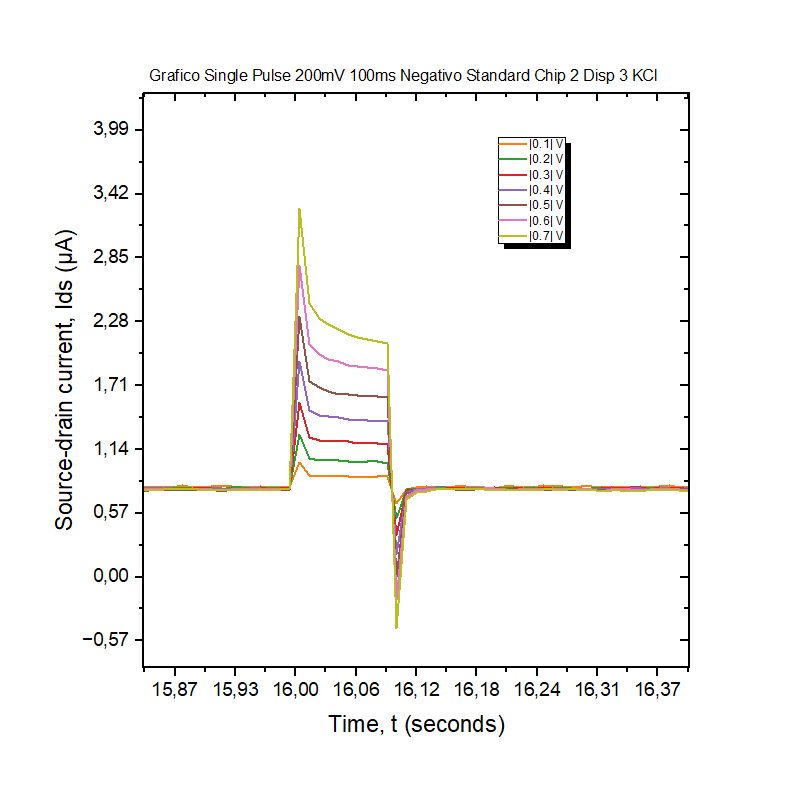 Grafico Single Pulse 200mV 100ms Negativo Standard Chip 2 Disp 3 KCl
|0.1| V
|0.2| V
|0.3| V
|0.4| V
|0.5| V
|0.6| V
|0.7| V
Source-drain current, Ids (µA)
3,99
3,42
2,85
2,28
1,71
1,14
0,57
0,00
−0,57
15,87 15,93 16,00 16,06 16,12 16,18 16,24 16,31 16,37
Time, t (seconds)